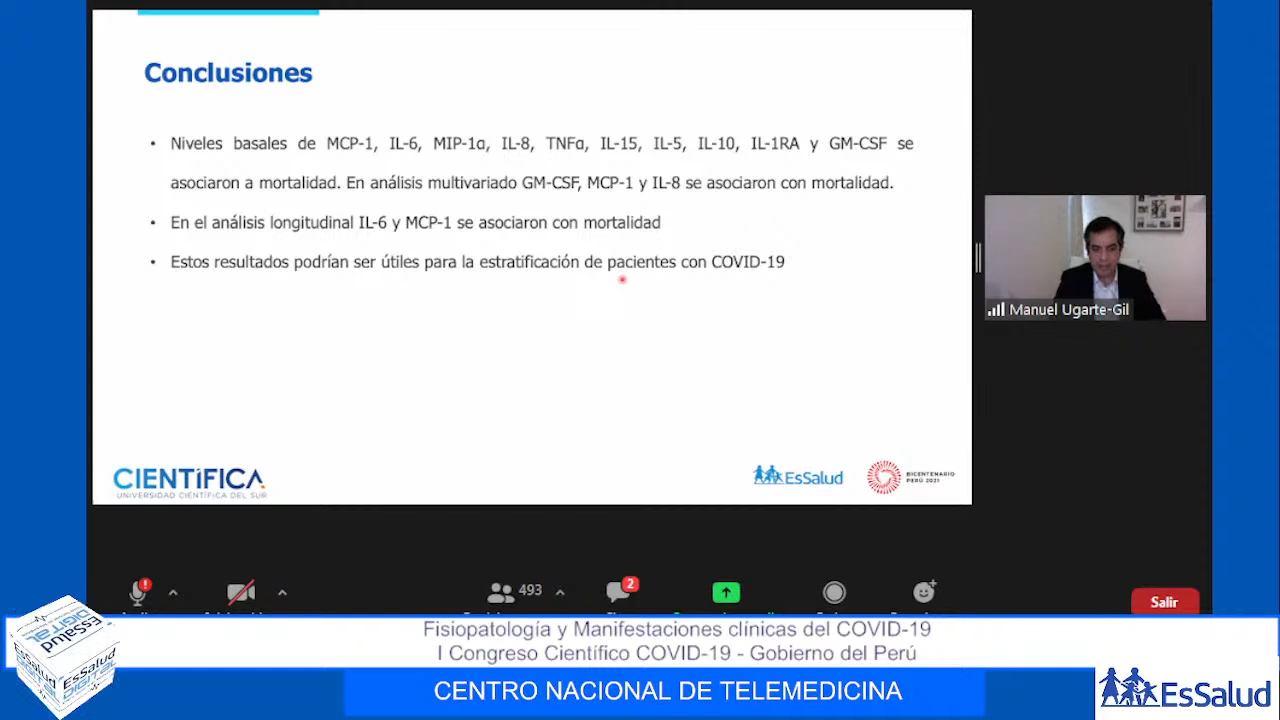 Conclusiones
• Niveles basales de MCP-1, IL-6, MIP-1α, IL-8, TNFα, IL-15, IL-5, IL-10, IL-1RA y GM-CSF se
asociaron a mortalidad. En análisis multivariado GM-CSF, MCP-1 y IL-8 se asociaron con mortalidad.
• En el análisis longitudinal IL-6 y MCP-1 se asociaron con mortalidad
• Estos resultados podrían ser útiles para la estratificación de pacientes con COVID-19
Manuel Ugarte-Gil
CIENTÍFICA
UNIVERSIDAD CIENTÍFICA DEL SUR
EsSalud
BICENTENARIO
PERÚ 2021
493
2
Salir
Fisiopatología y Manifestaciones clínicas del COVID-19
I Congreso Científico COVID-19 - Gobierno del Perú
CENTRO NACIONAL DE TELEMEDICINA
EsSalud
DIGITAL
EsSalud
EsSalud
EsSalud